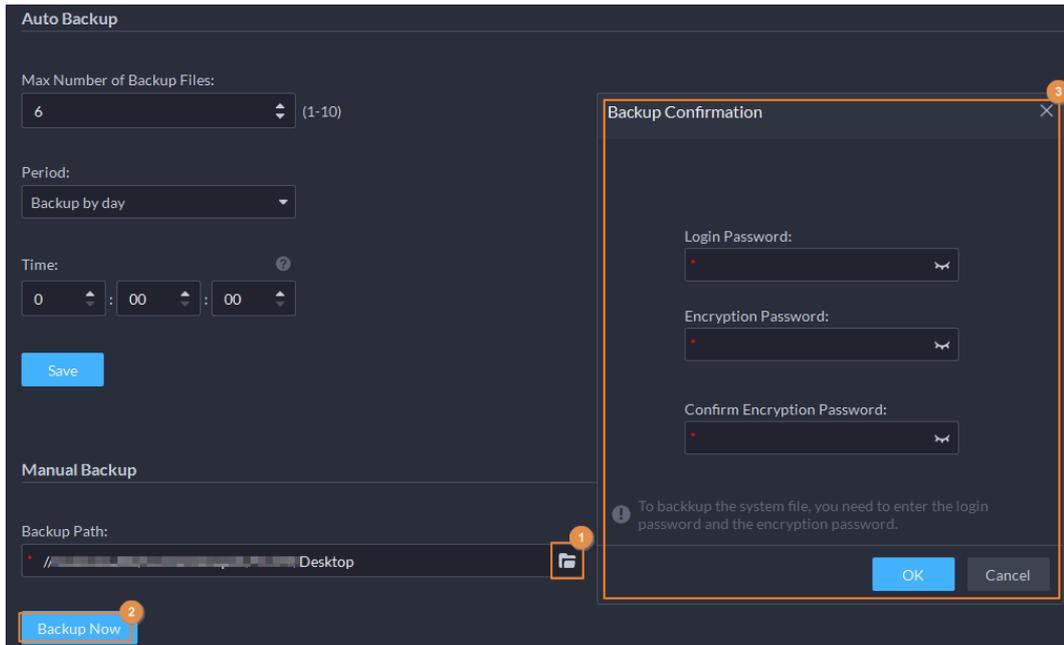 Auto Backup
Max Number of Backup Files:
6
(1-10)
Period:
Backup by day
Time:
0 : 00 : 00
Save
Manual Backup
Backup Path:
* // Desktop
1
2
Backup Now
3
Backup Confirmation
Login Password:
*
Encryption Password:
*
Confirm Encryption Password:
*
To backkup the system file, you need to enter the login
password and the encryption password.
OK Cancel